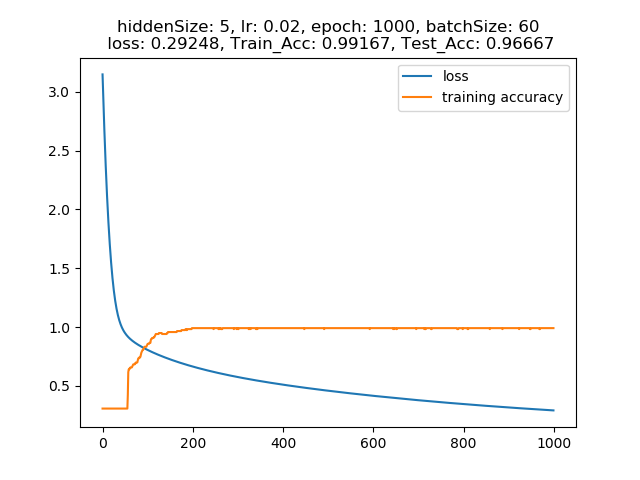 hiddenSize: 5, lr: 0.02, epoch: 1000, batchSize: 60
loss: 0.29248, Train_Acc: 0.99167, Test_Acc: 0.96667
loss
training accuracy
3.0
2.5
2.0
1.5
1.0
0.5
0 200 400 600 800 1000